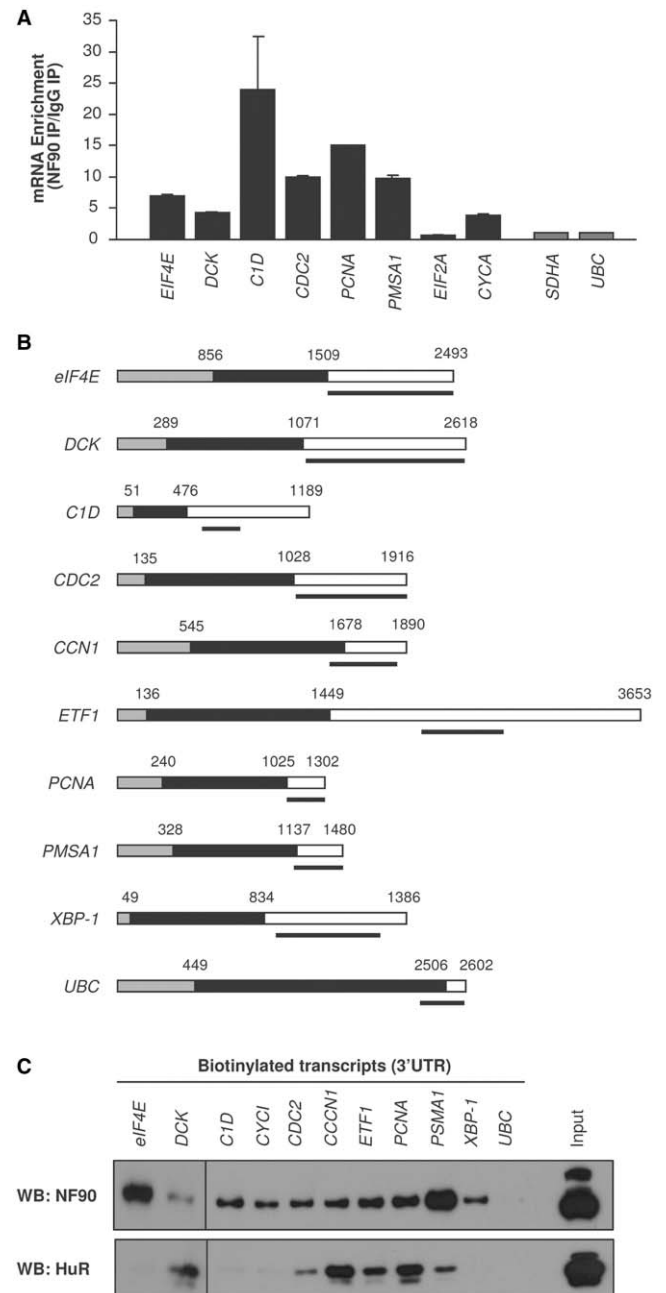 A
mRNA Enrichment
(NF90 IP/IgG IP)
35
30
25
20
15
10
5
0
EIF4E
DCK
C1D
CDC2
PCNA
PMSA1
EIF2A
CYCA
SDHA
UBC
B
856 1509 2493
eIF4E
289 1071 2618
DCK
51 476 1189
C1D
135 1028 1916
CDC2
545 1678 1890
CCN1
136 1449 3653
ETF1
240 1025 1302
PCNA
328 1137 1480
PMSA1
49 834 1386
XBP-1
449 2506 2602
UBC
C
Biotinylated transcripts (3'UTR)
eIF4E
DCK
C1D
CYCI
CDC2
CCCN1
ETF1
PCNA
PSMA1
XBP-1
UBC
Input
WB: NF90
WB: HuR